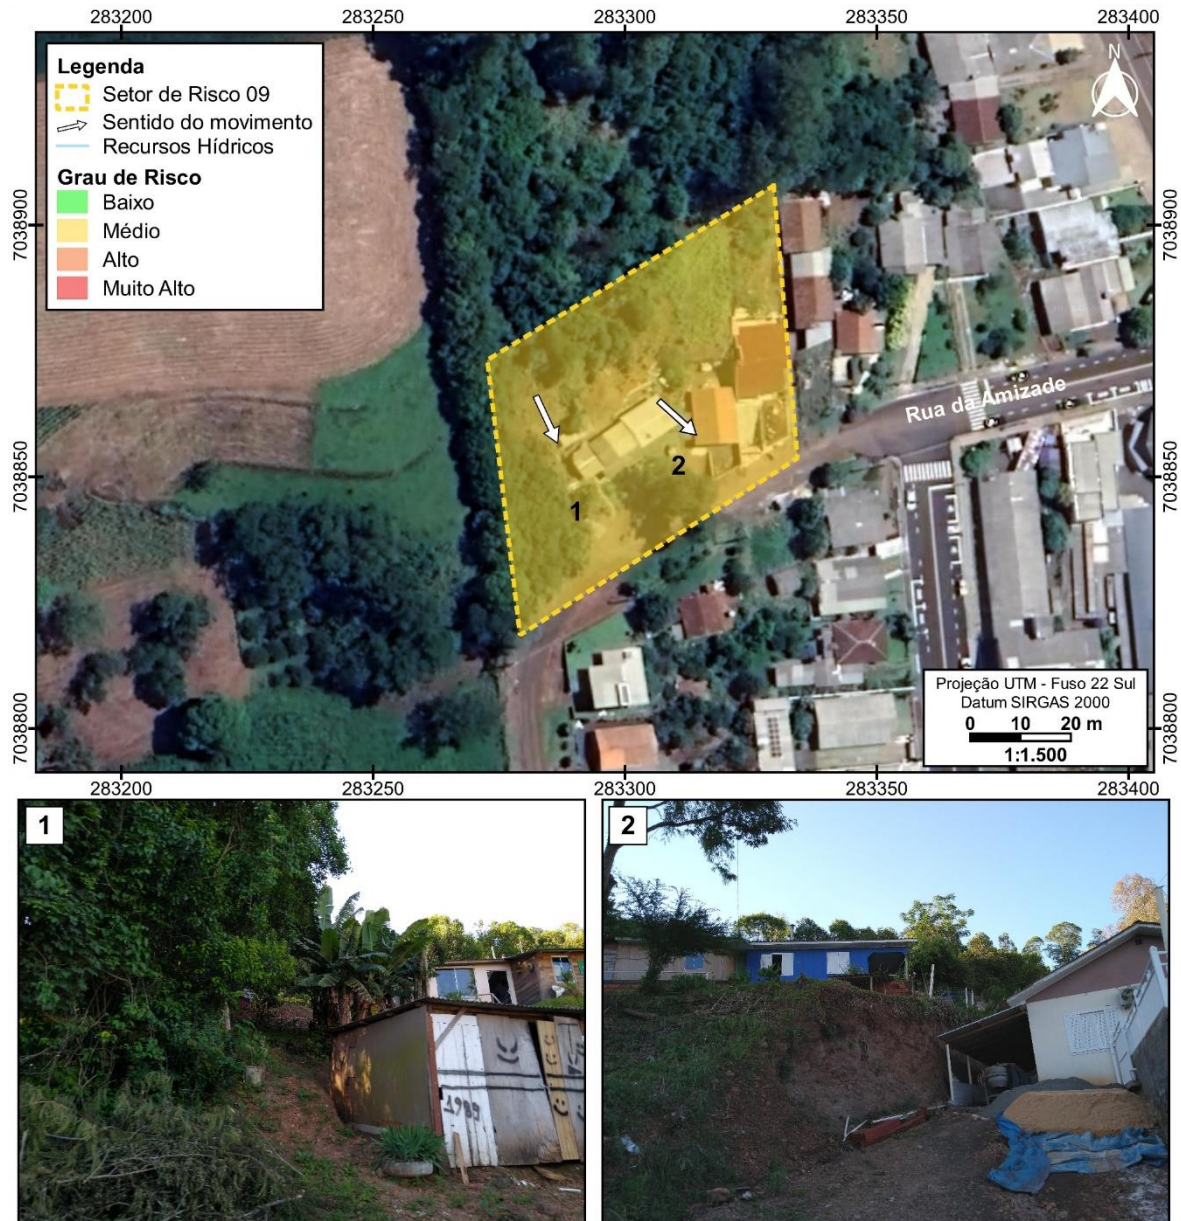 283200 283250 283300 283350 283400
Legenda
Setor de Risco 09
Sentido do movimento
Recursos Hídricos
Grau de Risco
Baixo
Médio
Alto
Muito Alto
N
7038900 7038900
Rua da Amizade
7038850 7038850
1
2
Projeção UTM - Fuso 22 Sul
Datum SIRGAS 2000
0 10 20 m
1:1.500
7038800 7038800
283200 283250 283300 283350 283400
1
1989
2